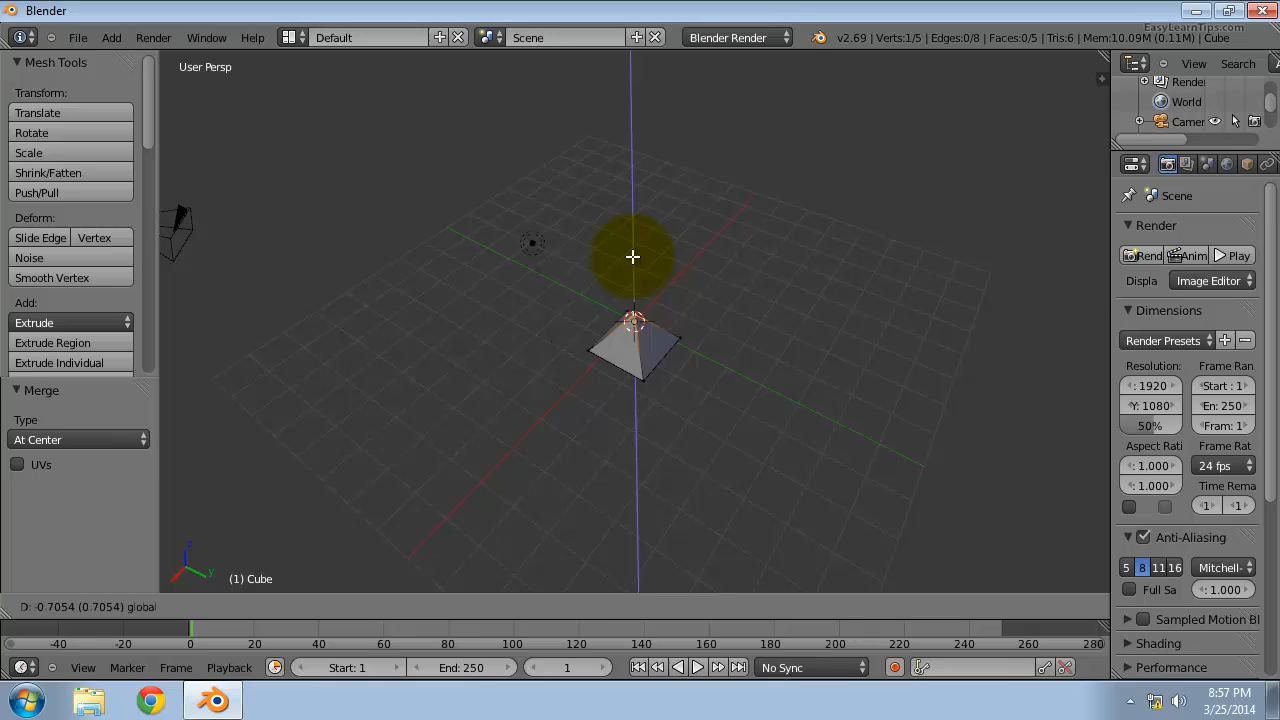 Blender
EasyLearnTips.com
File Add Render Window Help Default Scene Blender Render v2.69 | Verts:1/5 | Edges:0/8 | Faces:0/5 | Tris:6 | Mem:10.09M (0.11M) | Cube
Mesh Tools
Transform:
Translate
Rotate
Scale
Shrink/Fatten
Push/Pull
Deform:
Slide Edge Vertex
Noise
Smooth Vertex
Add:
Extrude
Extrude Region
Extrude Individual
Merge
Type
At Center
UVs
User Persp
z
y
(1) Cube
D: -0.7054 (0.7054) global
View Search
Render
World
Camer
Scene
Render
Rend Anim Play
Displa Image Editor
Dimensions
Render Presets
Resolution: Frame Ran
: 1920 Start : 1
Y: 1080 En: 250
50% Fram: 1
Aspect Rati Frame Rat
: 1.000 24 fps
: 1.000 Time Rema
1 1
Anti-Aliasing
5 8 11 16 Mitchell-
Full Sa : 1.000
Sampled Motion Bl
Shading
Performance
-40 -20 0 20 40 60 80 100 120 140 160 180 200 220 240 260 280
View Marker Frame Playback Start: 1 End: 250 1 No Sync
8:57 PM
3/25/2014